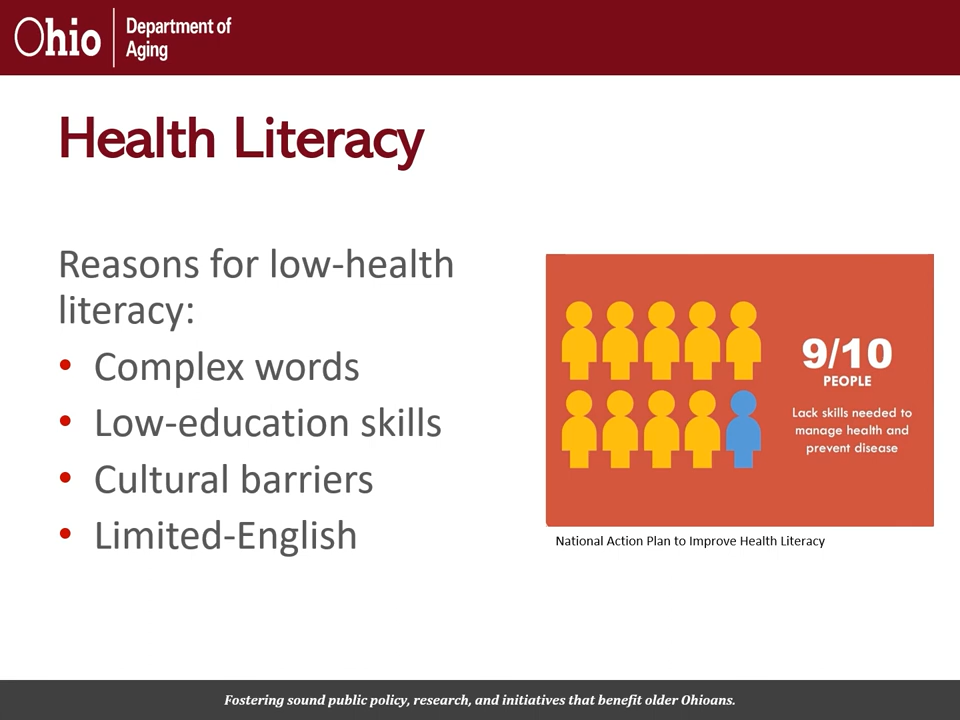 Ohio
Department of
Aging
Health Literacy
Reasons for low-health
literacy:
• Complex words
• Low-education skills
• Cultural barriers
• Limited-English
9/10
PEOPLE
Lack skills needed to
manage health and
prevent disease
National Action Plan to Improve Health Literacy
Fostering sound public policy, research, and initiatives that benefit older Ohioans.